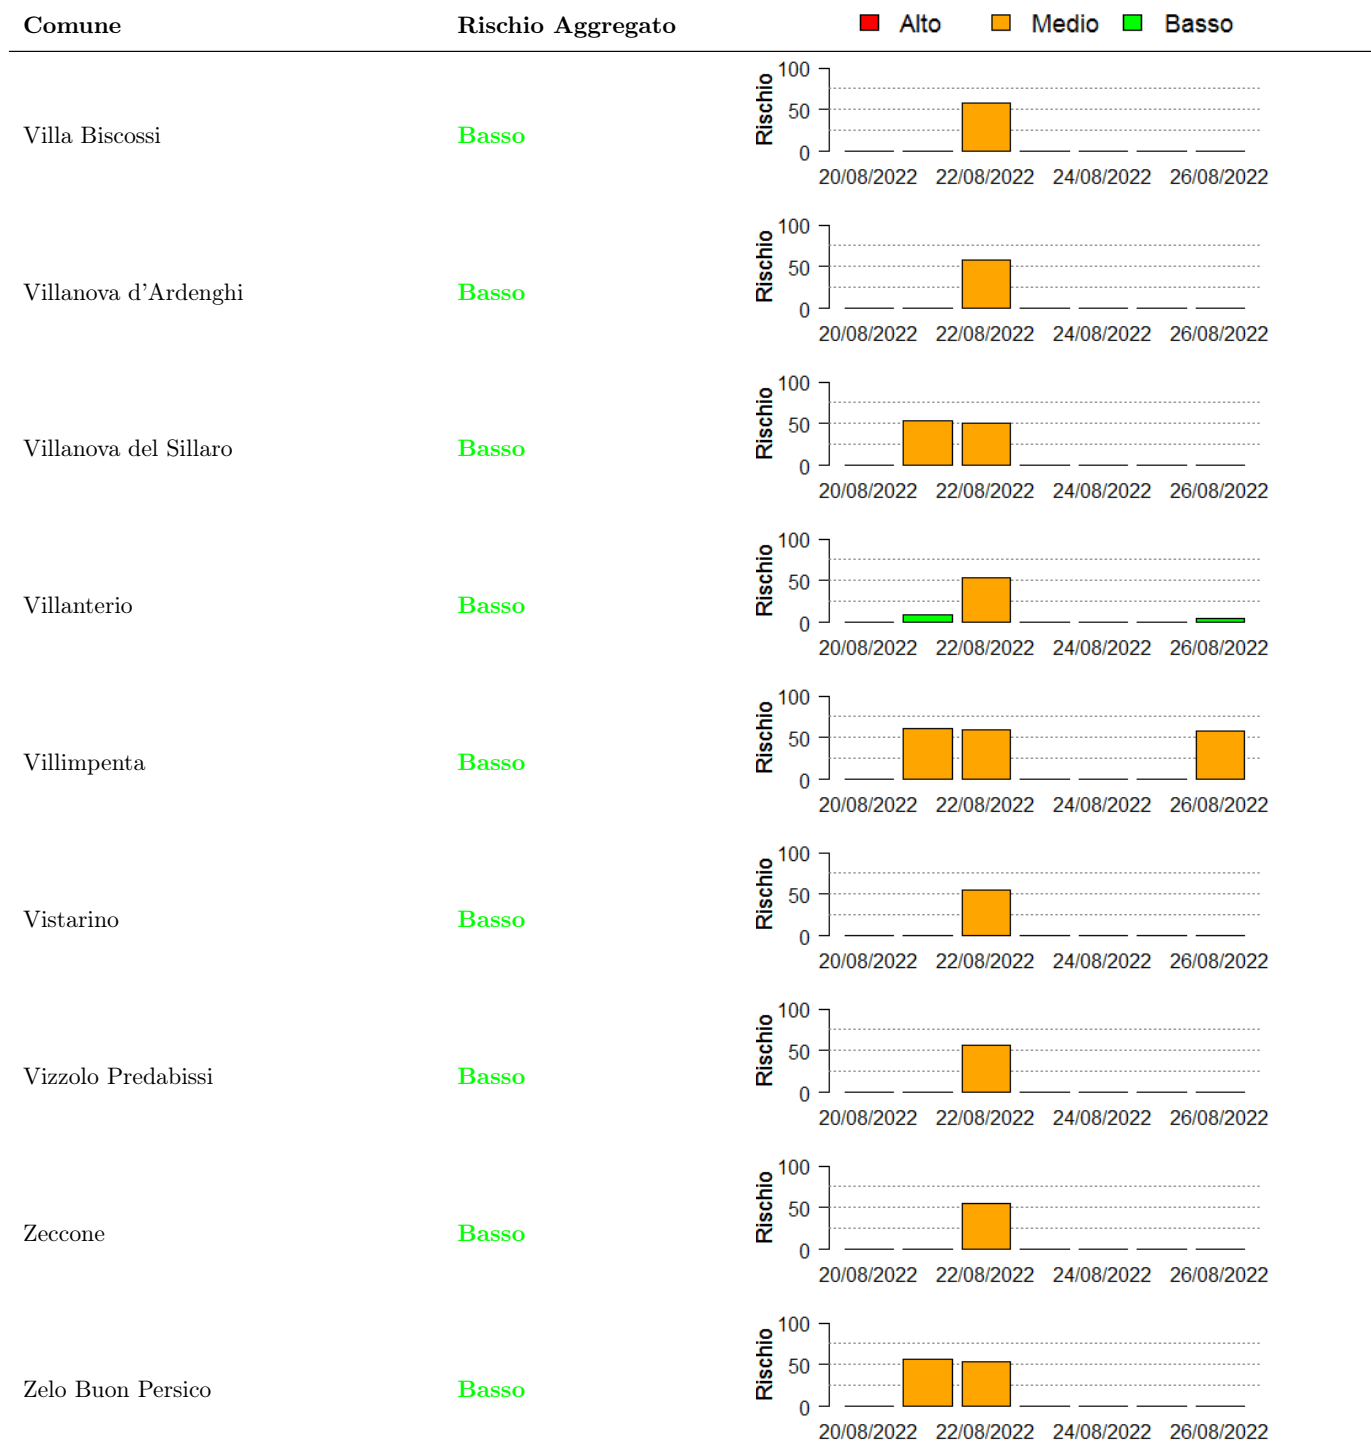 Comune Rischio Aggregato Alto Medio Basso
100
50
0
Rischio
Villa Biscossi Basso
20/08/2022 22/08/2022 24/08/2022 26/08/2022
100
50
0
Rischio
Villanova d'Ardenghi Basso
20/08/2022 22/08/2022 24/08/2022 26/08/2022
100
50
0
Rischio
Villanova del Sillaro Basso
20/08/2022 22/08/2022 24/08/2022 26/08/2022
100
50
0
Rischio
Villanterio Basso
20/08/2022 22/08/2022 24/08/2022 26/08/2022
100
50
0
Rischio
Villimpenta Basso
20/08/2022 22/08/2022 24/08/2022 26/08/2022
100
50
0
Rischio
Vistarino Basso
20/08/2022 22/08/2022 24/08/2022 26/08/2022
100
50
0
Rischio
Vizzolo Predabissi Basso
20/08/2022 22/08/2022 24/08/2022 26/08/2022
100
50
0
Rischio
Zeccone Basso
20/08/2022 22/08/2022 24/08/2022 26/08/2022
100
50
0
Rischio
Zelo Buon Persico Basso
20/08/2022 22/08/2022 24/08/2022 26/08/2022